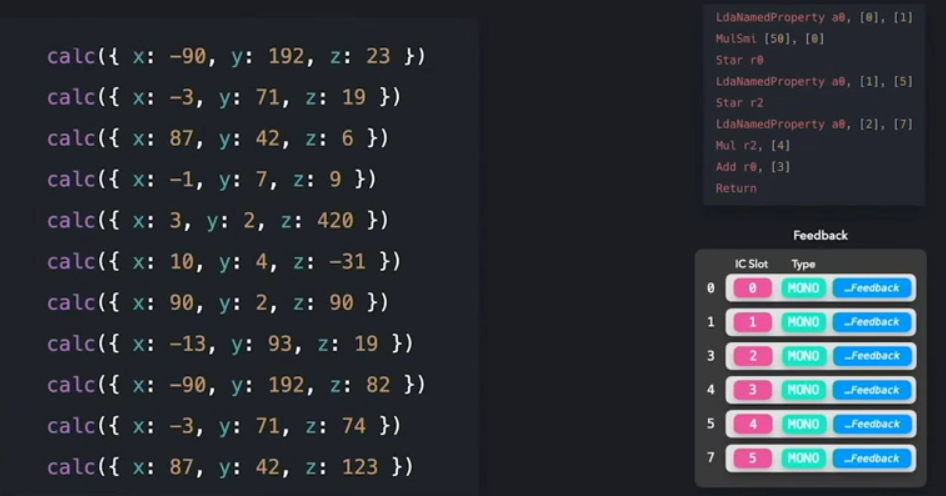 calc({ x: -90, y: 192, z: 23 })
calc({ x: -3, y: 71, z: 19 })
calc({ x: 87, y: 42, z: 6 })
calc({ x: -1, y: 7, z: 9 })
calc({ x: 3, y: 2, z: 420 })
calc({ x: 10, y: 4, z: -31 })
calc({ x: 90, y: 2, z: 90 })
calc({ x: -13, y: 93, z: 19 })
calc({ x: -90, y: 192, z: 82 })
calc({ x: -3, y: 71, z: 74 })
calc({ x: 87, y: 42, z: 123 })
LdaNamedProperty a0, [0], [1]
MulSmi [50], [0]
Star r0
LdaNamedProperty a0, [1], [5]
Star r2
LdaNamedProperty a0, [2], [7]
Mul r2, [4]
Add r0, [3]
Return
Feedback
IC Slot Type
0 0 MONO …Feedback
1 1 MONO …Feedback
3 2 MONO …Feedback
4 3 MONO …Feedback
5 4 MONO …Feedback
7 5 MONO …Feedback